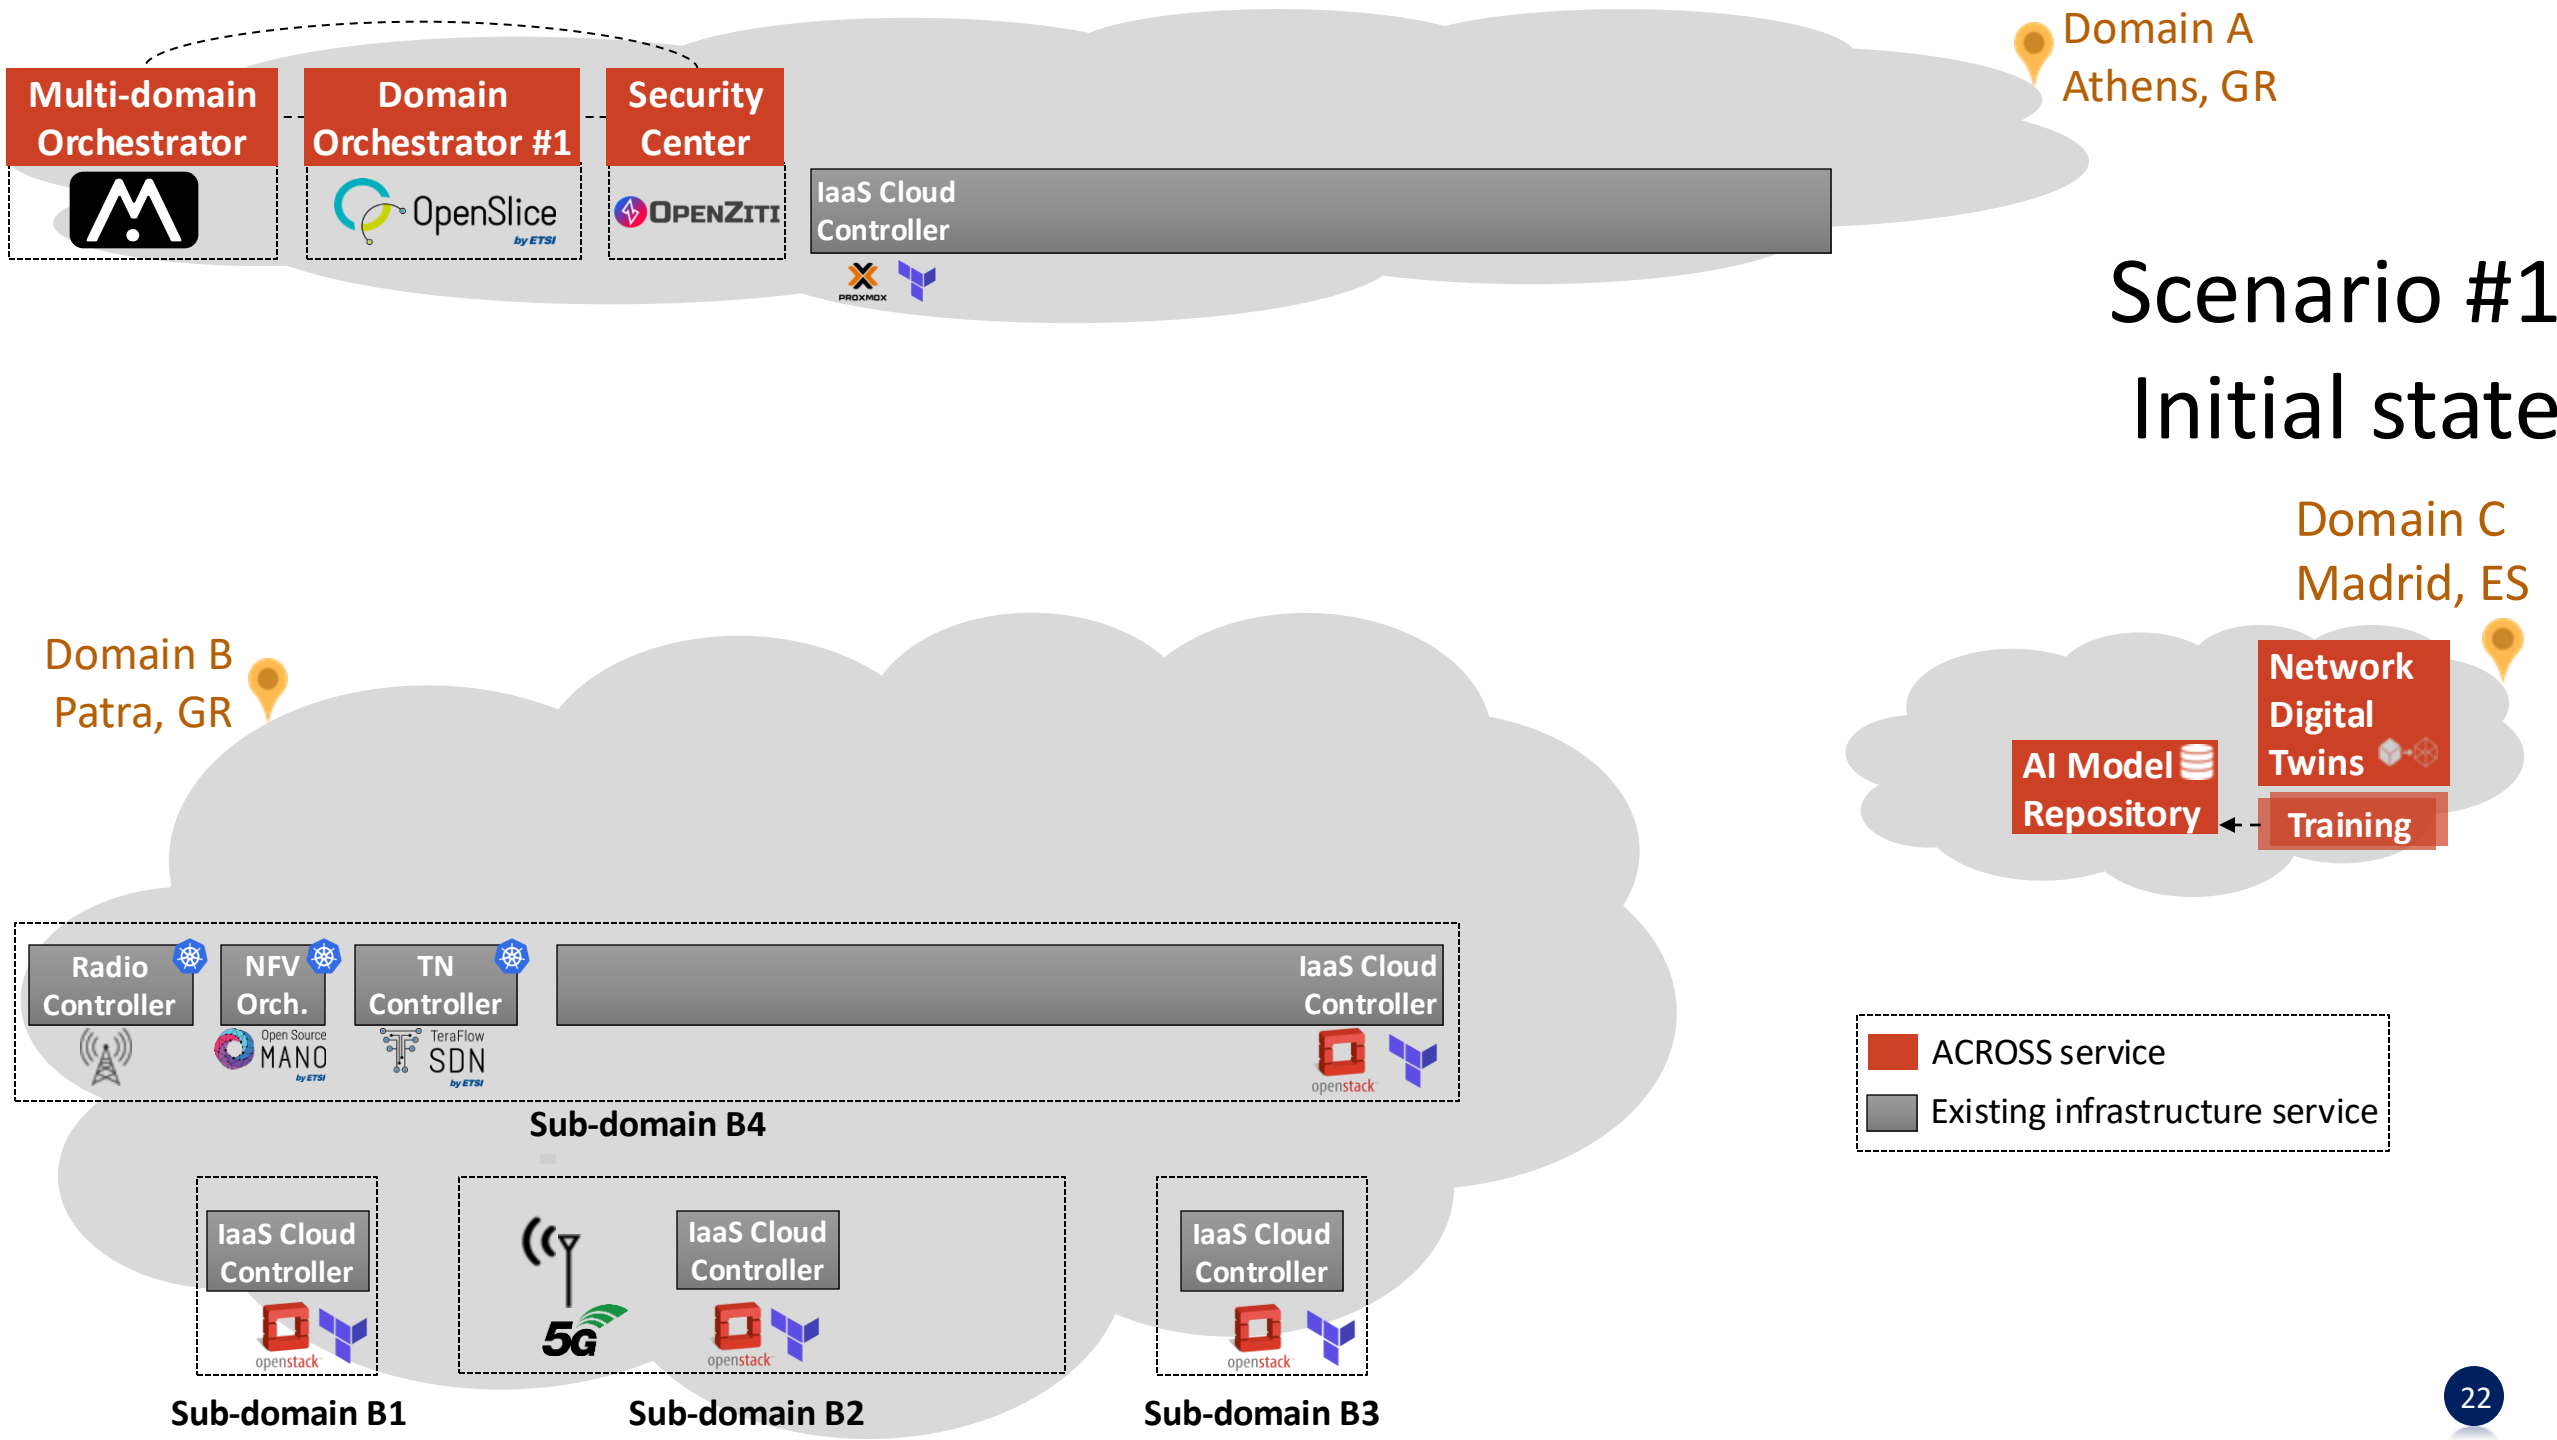 Domain A
Athens, GR
Multi-domain
Orchestrator
Domain
Orchestrator #1
OpenSlice
by ETSI
Security
Center
OPENZITI
IaaS Cloud
Controller
PROXMOX
Scenario #1
Initial state
Domain C
Madrid, ES
Network
Digital
Twins
AI Model
Repository
Training
Domain B
Patra, GR
Radio
Controller
NFV
Orch.
Open Source
MANO
by ETSI
TN
Controller
TeraFlow
SDN
by ETSI
IaaS Cloud
Controller
openstack
Sub-domain B4
IaaS Cloud
Controller
openstack
Sub-domain B1
5G
IaaS Cloud
Controller
openstack
Sub-domain B2
IaaS Cloud
Controller
openstack
Sub-domain B3
ACROSS service
Existing infrastructure service
22